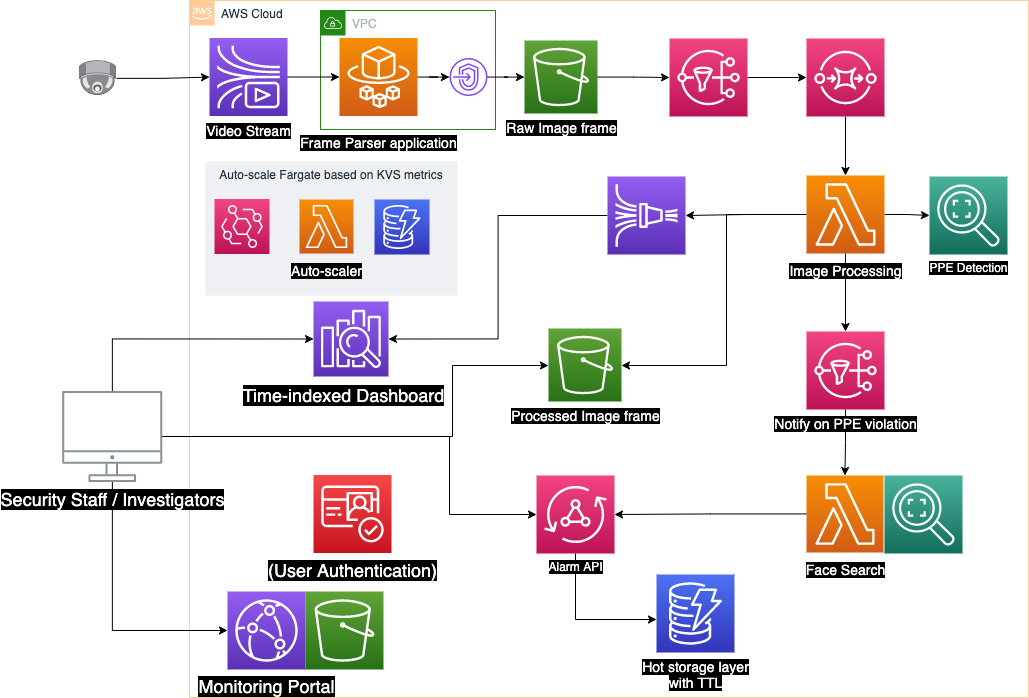 aws
AWS Cloud
VPC
Video Stream
Frame Parser application
Raw Image frame
Auto-scale Fargate based on KVS metrics
Auto-scaler
Image Processing
PPE Detection
Time-indexed Dashboard
Processed Image frame
Notify on PPE violation
Security Staff / Investigators
(User Authentication)
Alarm API
Face Search
Hot storage layer
with TTL
Monitoring Portal